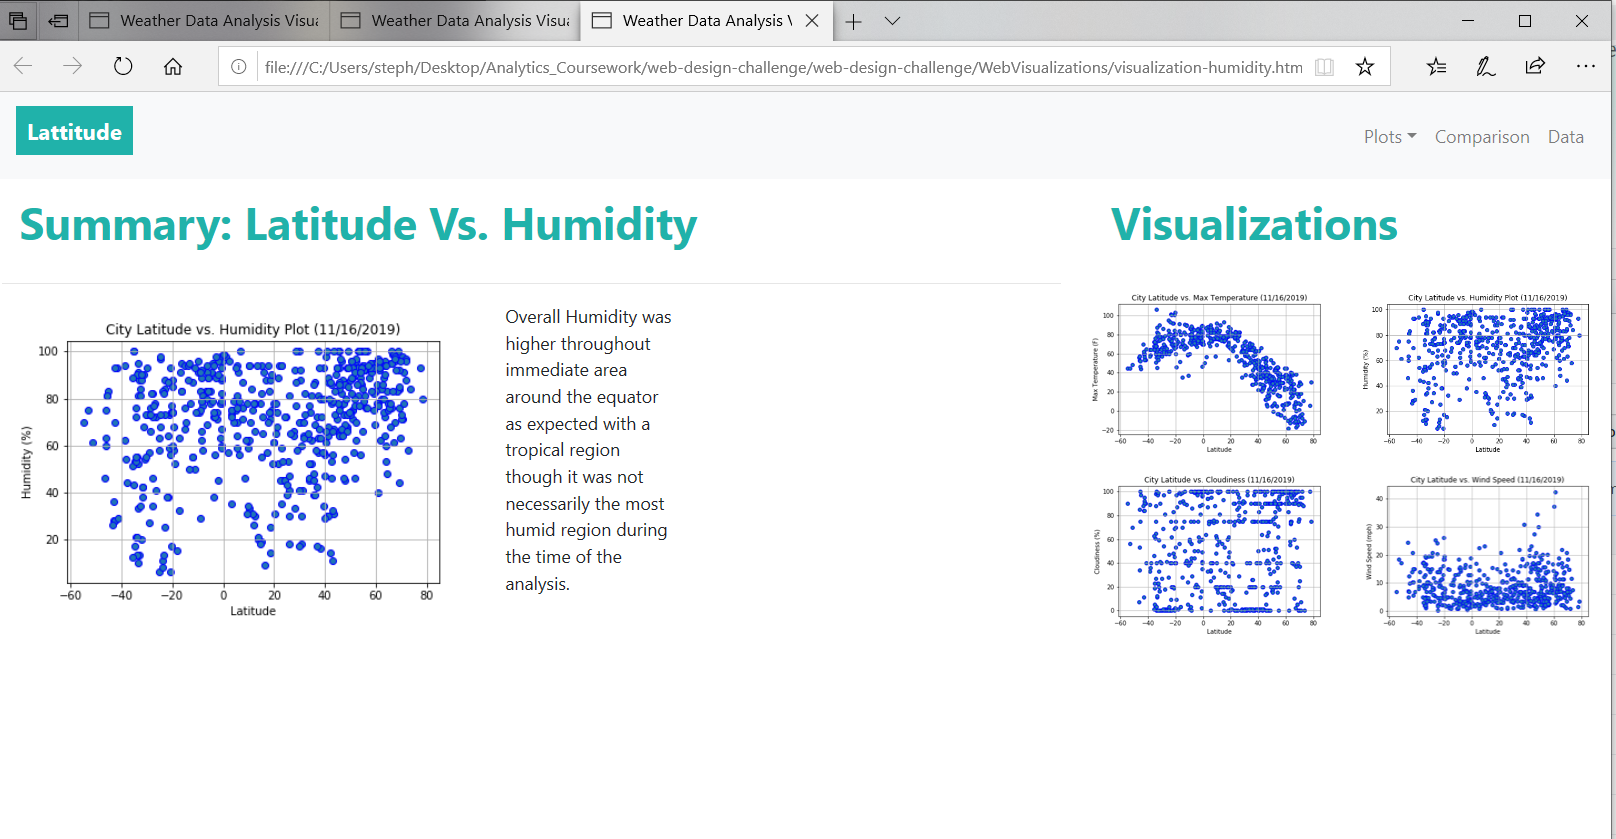 Weather Data Analysis Visua
Weather Data Analysis Visua
Weather Data Analysis V
file:///C:/Users/steph/Desktop/Analytics_Coursework/web-design-challenge/web-design-challenge/WebVisualizations/visualization-humidity.htm
Lattitude
Plots Comparison Data
Summary: Latitude Vs. Humidity
Visualizations
City Latitude vs. Humidity Plot (11/16/2019)
Humidity (%)
100
80
60
40
20
−60 −40 −20 0 20 40 60 80
Latitude
Overall Humidity was
higher throughout
immediate area
around the equator
as expected with a
tropical region
though it was not
necessarily the most
humid region during
the time of the
analysis.
City Latitude vs. Max Temperature (11/16/2019)
Max Temperature (F)
100
80
60
40
20
0
−20
−60 −40 −20 0 20 40 60 80
Latitude
City Latitude vs. Humidity Plot (11/16/2019)
Humidity (%)
100
80
60
40
20
−60 −40 −20 0 20 40 60 80
Latitude
City Latitude vs. Cloudiness (11/16/2019)
Cloudiness (%)
100
80
60
40
20
0
−60 −40 −20 0 20 40 60 80
Latitude
City Latitude vs. Wind Speed (11/16/2019)
Wind Speed (mph)
40
30
20
10
0
−60 −40 −20 0 20 40 60 80
Latitude